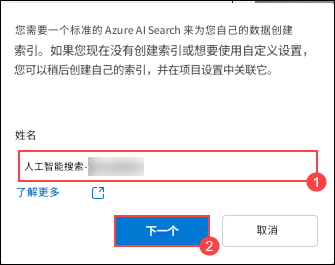 您需要一个标准的 Azure AI Search 来为您自己的数据创建
索引。如果您现在没有创建索引或想要使用自定义设置，
您可以稍后创建自己的索引，并在项目设置中关联它。
姓名
人工智能搜索-
1
了解更多
下一个
取消
2